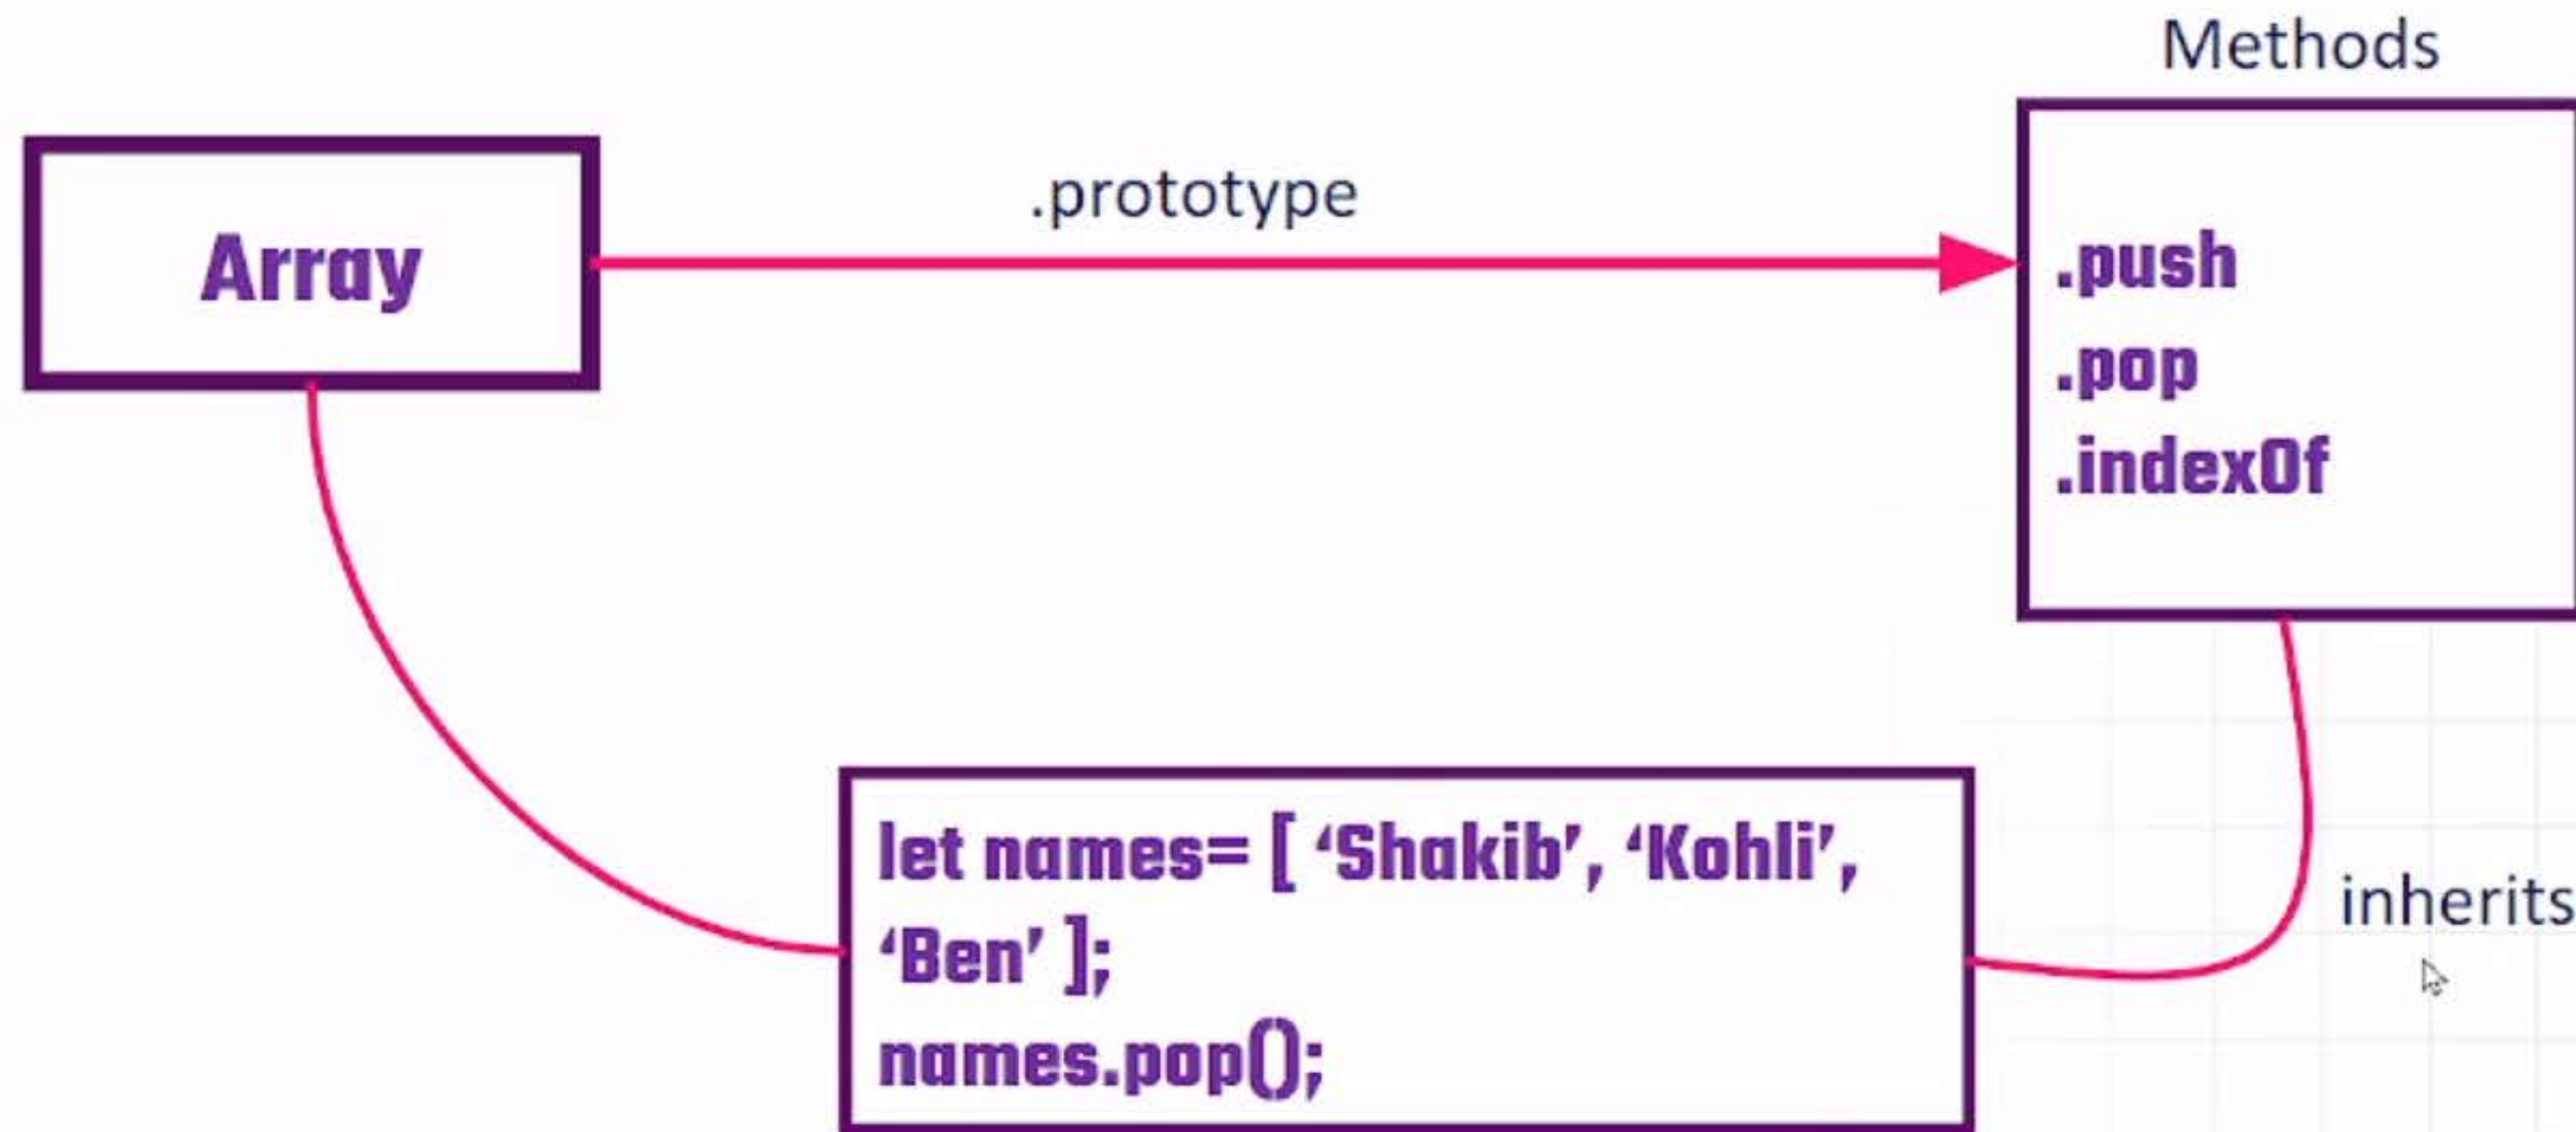 Methods
.prototype
Array
.push
.pop
.indexOf
let names= [ ‘Shakib’, ‘Kohli’,
‘Ben’ ];
names.pop();
inherits